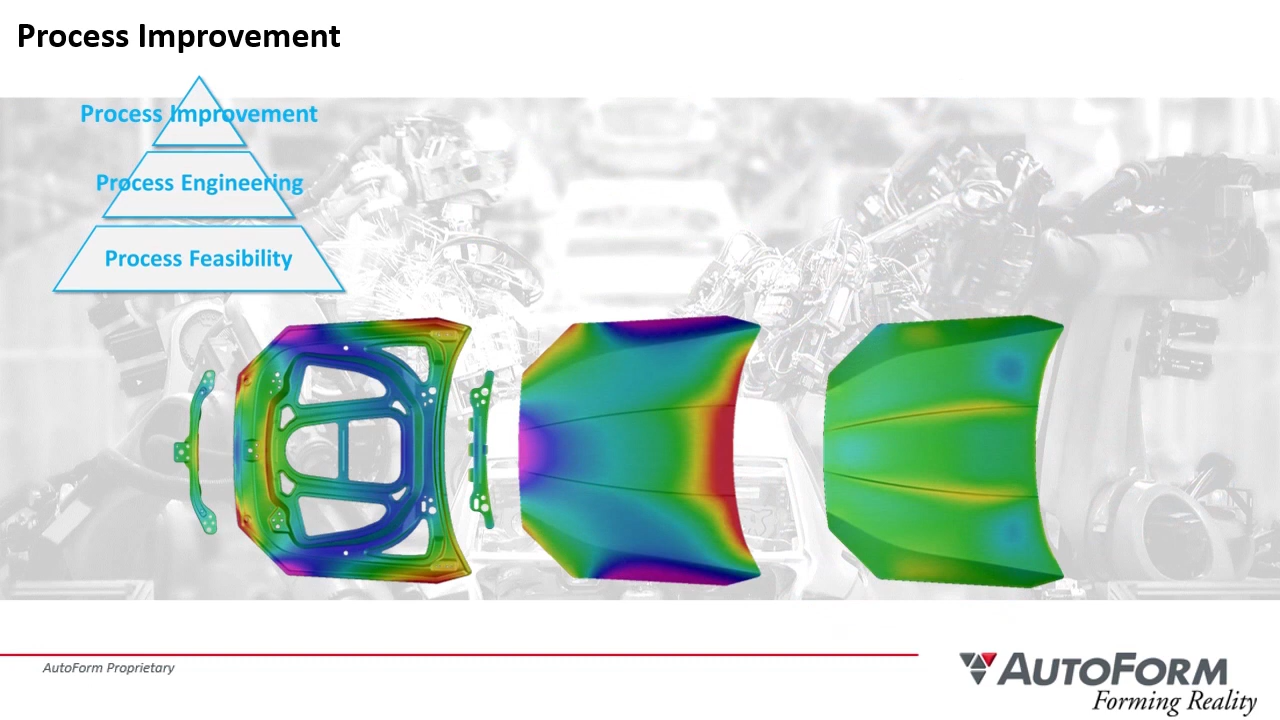 Process Improvement
Process Improvement
Process Engineering
Process Feasibility
AutoForm Proprietary
AUTOFORM
Forming Reality